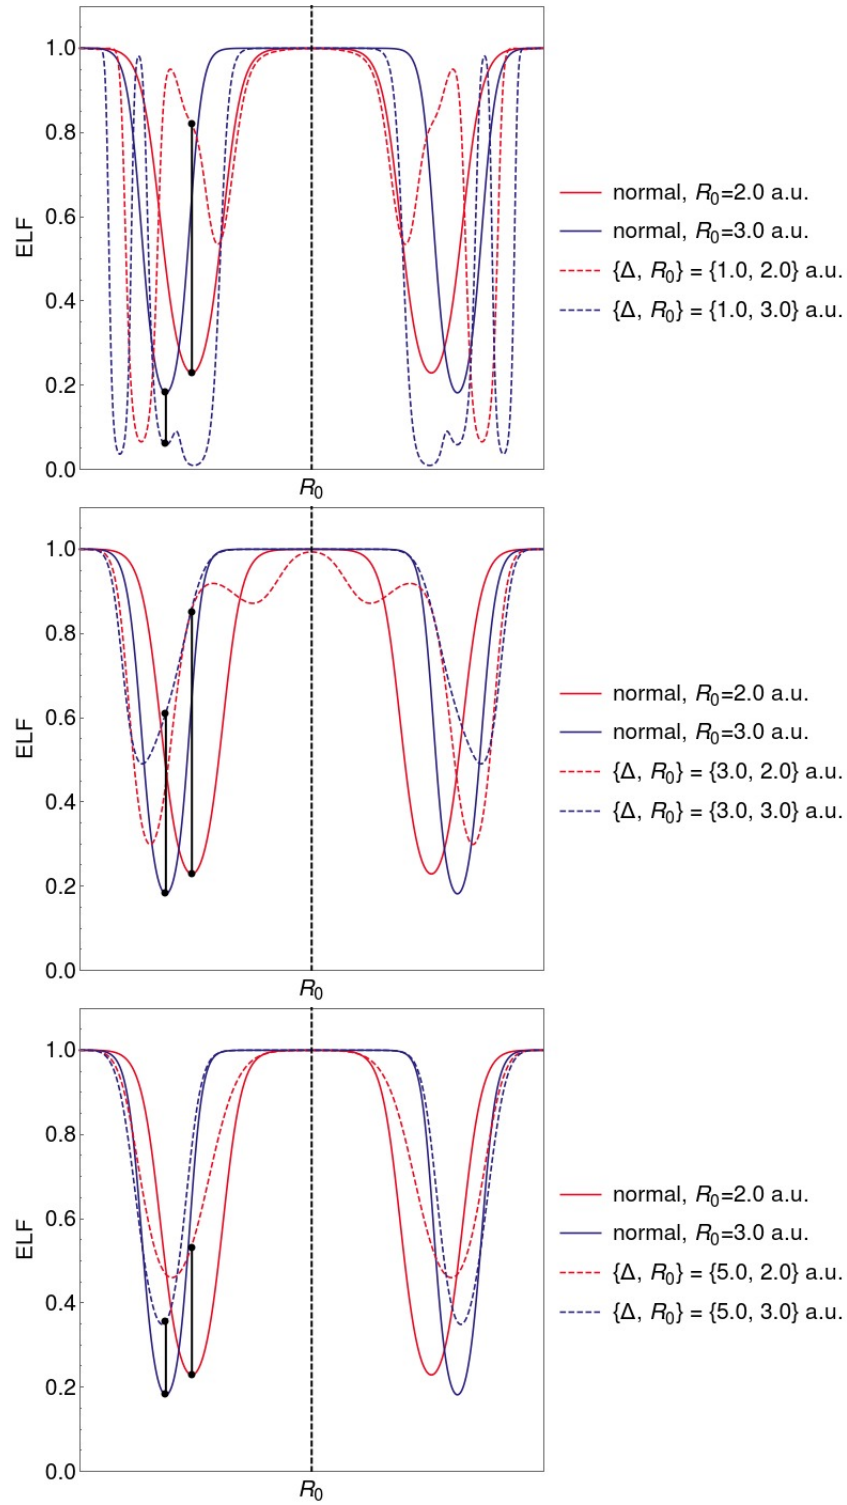 1.0
0.8
0.6
0.4
0.2
0.0
ELF
R₀
normal, R₀=2.0 a.u.
normal, R₀=3.0 a.u.
{Δ, R₀} = {1.0, 2.0} a.u.
{Δ, R₀} = {1.0, 3.0} a.u.
1.0
0.8
0.6
0.4
0.2
0.0
ELF
R₀
normal, R₀=2.0 a.u.
normal, R₀=3.0 a.u.
{Δ, R₀} = {3.0, 2.0} a.u.
{Δ, R₀} = {3.0, 3.0} a.u.
1.0
0.8
0.6
0.4
0.2
0.0
ELF
R₀
normal, R₀=2.0 a.u.
normal, R₀=3.0 a.u.
{Δ, R₀} = {5.0, 2.0} a.u.
{Δ, R₀} = {5.0, 3.0} a.u.